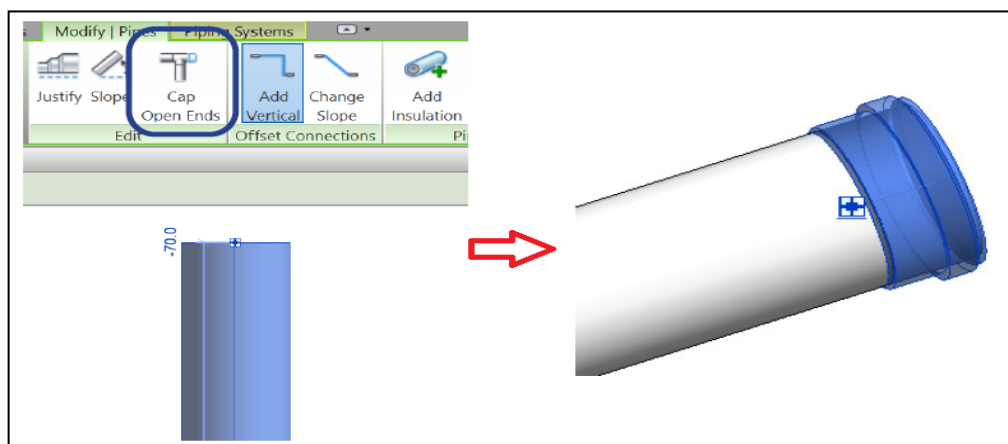 Modify | Pipes Piping Systems
Justify Slope Cap Open Ends Add Vertical Change Slope Add Insulation
Edit Offset Connections
-70.0